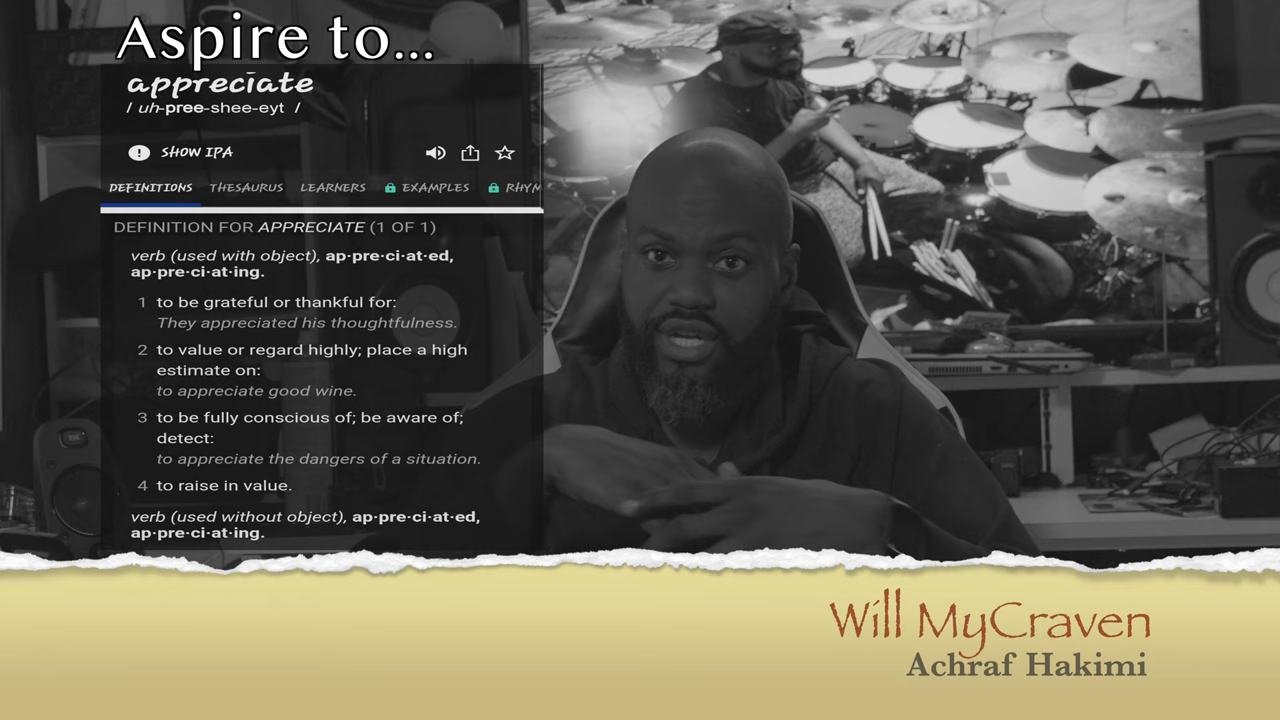 Aspire to...
appreciate
/ uh-pree-shee-eyt /
SHOW IPA
DEFINITIONS THESAURUS LEARNERS EXAMPLES RHYM
DEFINITION FOR APPRECIATE (1 OF 1)
verb (used with object), ap·pre·ci·at·ed,
ap·pre·ci·at·ing.
1 to be grateful or thankful for:
They appreciated his thoughtfulness.
2 to value or regard highly; place a high
estimate on:
to appreciate good wine.
3 to be fully conscious of; be aware of;
detect:
to appreciate the dangers of a situation.
4 to raise in value.
verb (used without object), ap·pre·ci·at·ed,
ap·pre·ci·at·ing.
Will MyCraven
Achraf Hakimi